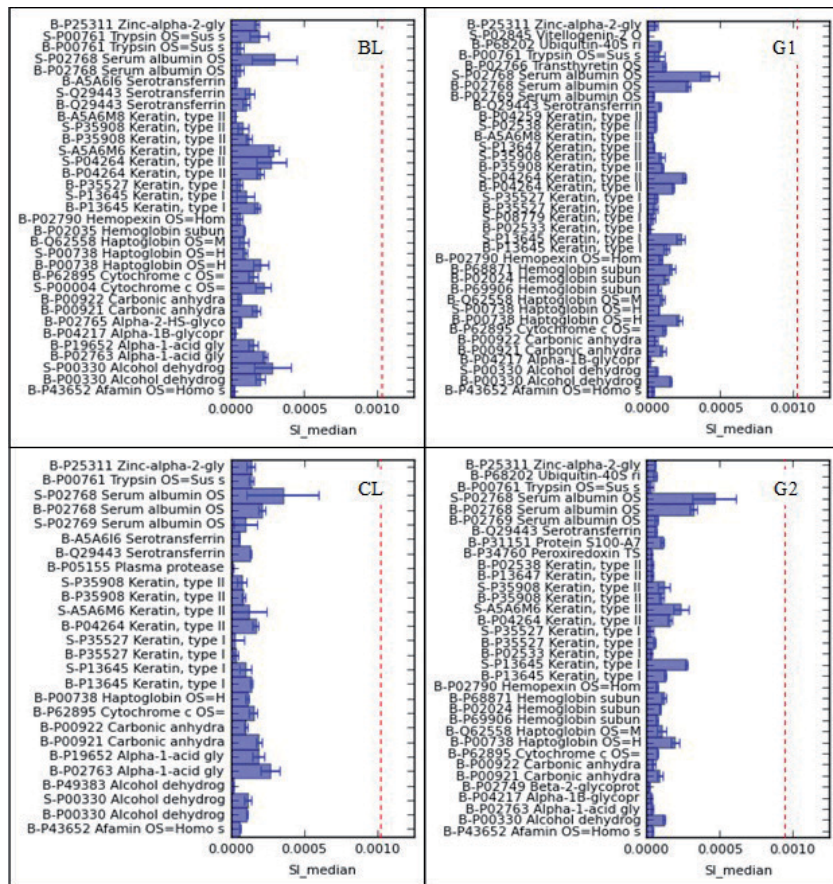 BL
B-P25311 Zinc-alpha-2-gly
S-P00761 Trypsin OS=Sus s
B-P00761 Trypsin OS=Sus s
S-P02768 Serum albumin OS
B-P02768 Serum albumin OS
B-A5A6I6 Serotransferrin
S-Q29443 Serotransferrin
B-Q29443 Serotransferrin
B-A5A6M8 Keratin, type II
S-P35908 Keratin, type II
B-P35908 Keratin, type II
S-A5A6M6 Keratin, type II
S-P04264 Keratin, type II
B-P04264 Keratin, type II
B-P35527 Keratin, type I
S-P13645 Keratin, type I
B-P13645 Keratin, type I
B-P02790 Hemopexin OS=Hom
B-P02035 Hemoglobin subun
B-Q62558 Haptoglobin OS=M
S-P00738 Haptoglobin OS=H
B-P00738 Haptoglobin OS=H
B-P62895 Cytochrome c OS=
S-P00004 Cytochrome c OS=
B-P00922 Carbonic anhydra
B-P00921 Carbonic anhydra
B-P02765 Alpha-2-HS-glyco
B-P04217 Alpha-1B-glycopr
B-P19652 Alpha-1-acid gly
B-P02763 Alpha-1-acid gly
S-P00330 Alcohol dehydrog
B-P00330 Alcohol dehydrog
B-P43652 Afamin OS=Homo s
0.0000 0.0005 0.0010
SI_median
G1
B-P25311 Zinc-alpha-2-gly
S-P02845 Vitellogenin-2 O
B-P68202 Ubiquitin-40S ri
B-P00761 Trypsin OS=Sus s
B-P02766 Transthyretin OS
S-P02768 Serum albumin OS
B-P02768 Serum albumin OS
B-P02769 Serum albumin OS
B-Q29443 Serotransferrin
B-P04259 Keratin, type II
S-P02538 Keratin, type II
B-A5A6M8 Keratin, type II
S-P13647 Keratin, type II
S-P35908 Keratin, type II
B-P35908 Keratin, type II
S-P04264 Keratin, type II
B-P04264 Keratin, type II
S-P35527 Keratin, type I
B-P35527 Keratin, type I
S-P08779 Keratin, type I
B-P02533 Keratin, type I
S-P13645 Keratin, type I
B-P13645 Keratin, type I
B-P02790 Hemopexin OS=Hom
B-P68871 Hemoglobin subun
B-P02024 Hemoglobin subun
B-P69906 Hemoglobin subun
B-Q62558 Haptoglobin OS=M
S-P00738 Haptoglobin OS=H
B-P00738 Haptoglobin OS=H
B-P62895 Cytochrome c OS=
B-P00922 Carbonic anhydra
B-P00921 Carbonic anhydra
B-P04217 Alpha-1B-glycopr
S-P00330 Alcohol dehydrog
B-P00330 Alcohol dehydrog
B-P43652 Afamin OS=Homo s
0.0000 0.0005 0.0010
SI_median
CL
B-P25311 Zinc-alpha-2-gly
B-P00761 Trypsin OS=Sus s
S-P02768 Serum albumin OS
B-P02768 Serum albumin OS
S-P02769 Serum albumin OS
B-A5A6I6 Serotransferrin
B-Q29443 Serotransferrin
B-P05155 Plasma protease
S-P35908 Keratin, type II
B-P35908 Keratin, type II
S-A5A6M6 Keratin, type II
B-P04264 Keratin, type II
S-P35527 Keratin, type I
B-P35527 Keratin, type I
S-P13645 Keratin, type I
B-P13645 Keratin, type I
B-P00738 Haptoglobin OS=H
B-P62895 Cytochrome c OS=
B-P00922 Carbonic anhydra
B-P00921 Carbonic anhydra
B-P19652 Alpha-1-acid gly
B-P02763 Alpha-1-acid gly
B-P49383 Alcohol dehydrog
S-P00330 Alcohol dehydrog
B-P00330 Alcohol dehydrog
B-P43652 Afamin OS=Homo s
0.0000 0.0005 0.0010
SI_median
G2
B-P25311 Zinc-alpha-2-gly
B-P68202 Ubiquitin-40S ri
B-P00761 Trypsin OS=Sus s
S-P02768 Serum albumin OS
B-P02768 Serum albumin OS
B-P02769 Serum albumin OS
B-Q29443 Serotransferrin
B-P31151 Protein S100-A7
B-P34760 Peroxiredoxin TS
B-P02538 Keratin, type II
B-P13647 Keratin, type II
S-P35908 Keratin, type II
B-P35908 Keratin, type II
S-A5A6M6 Keratin, type II
B-P04264 Keratin, type II
S-P35527 Keratin, type I
B-P35527 Keratin, type I
B-P02533 Keratin, type I
S-P13645 Keratin, type I
B-P13645 Keratin, type I
B-P02790 Hemopexin OS=Hom
B-P68871 Hemoglobin subun
B-P02024 Hemoglobin subun
B-P69906 Hemoglobin subun
B-Q62558 Haptoglobin OS=M
B-P00738 Haptoglobin OS=H
B-P62895 Cytochrome c OS=
B-P00922 Carbonic anhydra
B-P00921 Carbonic anhydra
B-P02749 Beta-2-glycoprot
B-P04217 Alpha-1B-glycopr
B-P02763 Alpha-1-acid gly
B-P00330 Alcohol dehydrog
B-P43652 Afamin OS=Homo s
0.0000 0.0005 0.0010
SI_median